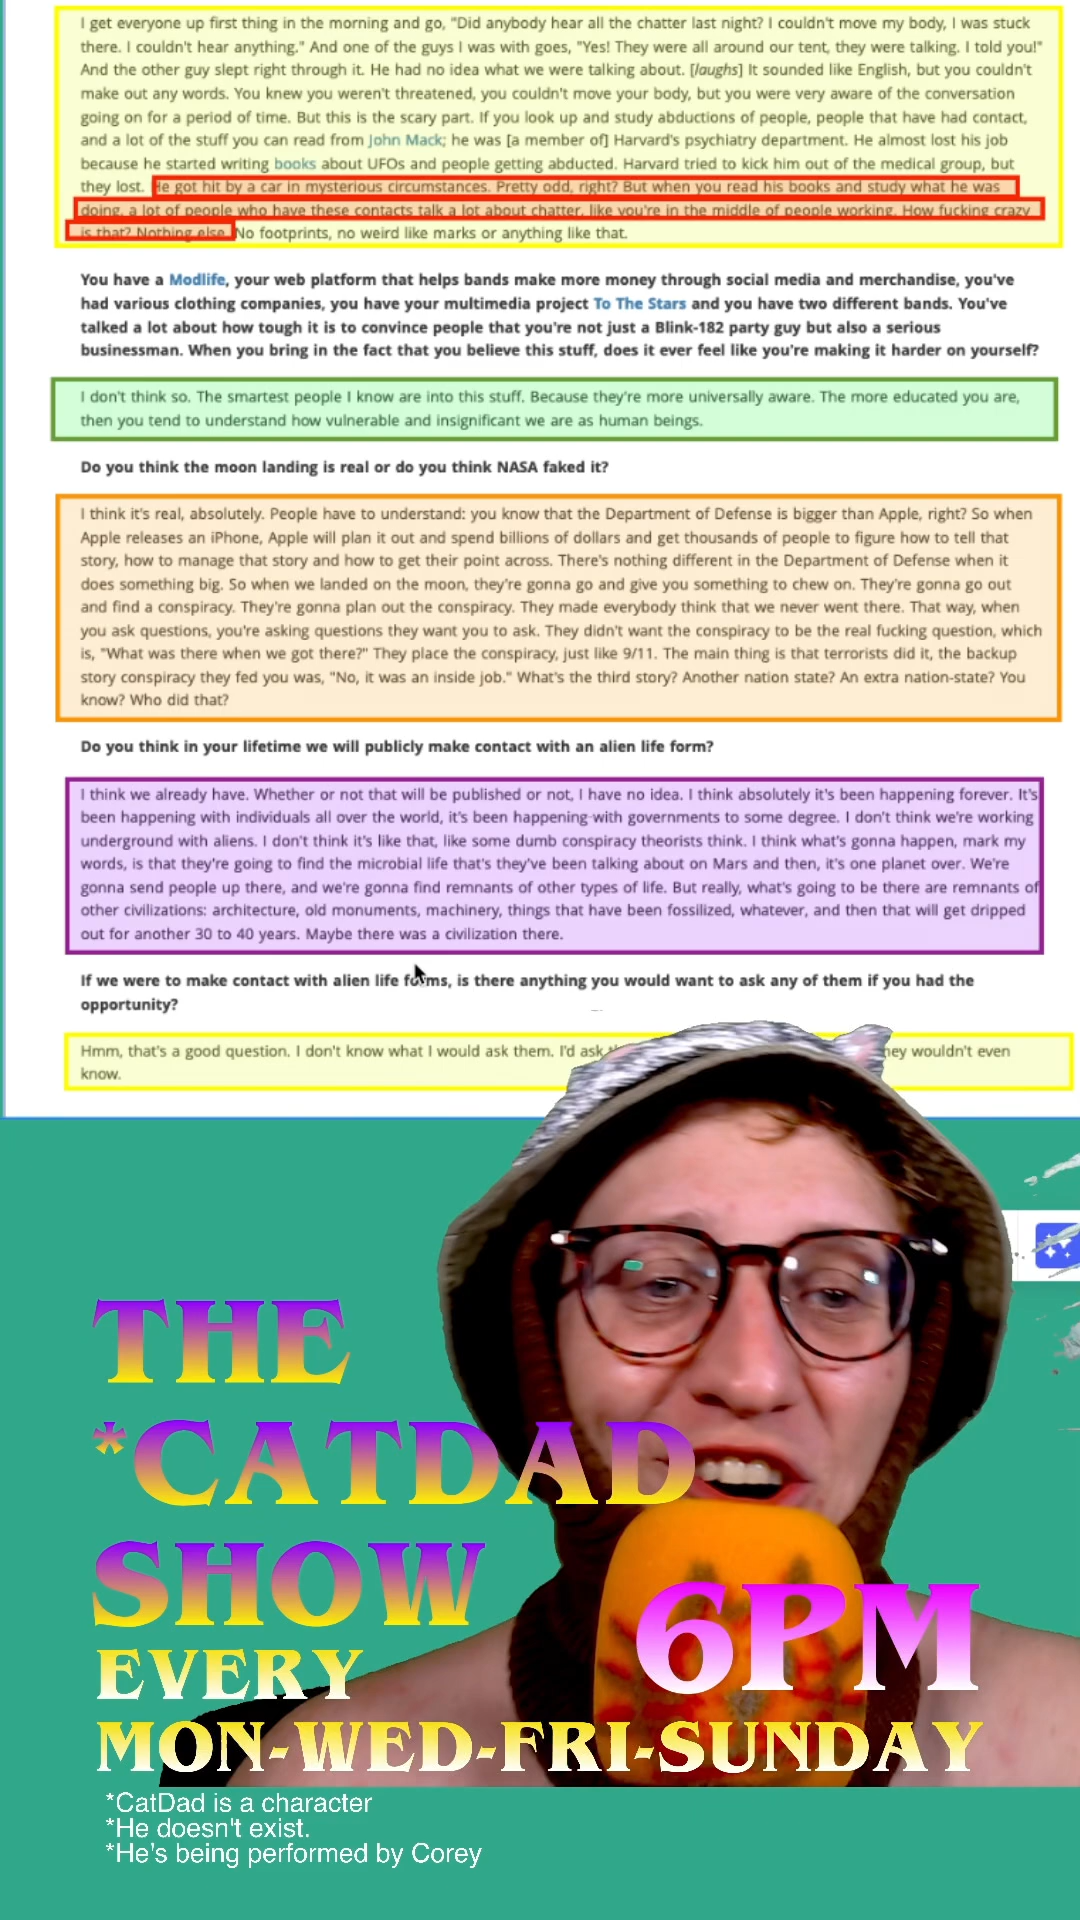 I get everyone up first thing in the morning and go, "Did anybody hear all the chatter last night? I couldn't move my body, I was stuck
there. I couldn't hear anything." And one of the guys I was with goes, "Yes! They were all around our tent, they were talking. I told you!"
And the other guy slept right through it. He had no idea what we were talking about. [laughs] It sounded like English, but you couldn't
make out any words. You knew you weren't threatened, you couldn't move your body, but you were very aware of the conversation
going on for a period of time. But this is the scary part. If you look up and study abductions of people, people that have had contact,
and a lot of the stuff you can read from John Mack; he was [a member of] Harvard's psychiatry department. He almost lost his job
because he started writing books about UFOs and people getting abducted. Harvard tried to kick him out of the medical group, but
they lost. He got hit by a car in mysterious circumstances. Pretty odd, right? But when you read his books and study what he was
doing, a lot of people who have these contacts talk a lot about chatter, like you're in the middle of people working. How fucking crazy
is that? Nothing else. No footprints, no weird like marks or anything like that.
You have a Modlife, your web platform that helps bands make more money through social media and merchandise, you've
had various clothing companies, you have your multimedia project To The Stars and you have two different bands. You've
talked a lot about how tough it is to convince people that you're not just a Blink-182 party guy but also a serious
businessman. When you bring in the fact that you believe this stuff, does it ever feel like you're making it harder on yourself?
I don't think so. The smartest people I know are into this stuff. Because they're more universally aware. The more educated you are,
then you tend to understand how vulnerable and insignificant we are as human beings.
Do you think the moon landing is real or do you think NASA faked it?
I think it's real, absolutely. People have to understand: you know that the Department of Defense is bigger than Apple, right? So when
Apple releases an iPhone, Apple will plan it out and spend billions of dollars and get thousands of people to figure how to tell that
story, how to manage that story and how to get their point across. There's nothing different in the Department of Defense when it
does something big. So when we landed on the moon, they're gonna go and give you something to chew on. They're gonna go out
and find a conspiracy. They're gonna plan out the conspiracy. They made everybody think that we never went there. That way, when
you ask questions, you're asking questions they want you to ask. They didn't want the conspiracy to be the real fucking question, which
is, "What was there when we got there?" They place the conspiracy, just like 9/11. The main thing is that terrorists did it, the backup
story conspiracy they fed you was, "No, it was an inside job." What's the third story? Another nation state? An extra nation-state? You
know? Who did that?
Do you think in your lifetime we will publicly make contact with an alien life form?
I think we already have. Whether or not that will be published or not, I have no idea. I think absolutely it's been happening forever. It's
been happening with individuals all over the world, it's been happening-with governments to some degree. I don't think we're working
underground with aliens. I don't think it's like that, like some dumb conspiracy theorists think. I think what's gonna happen, mark my
words, is that they're going to find the microbial life that's they've been talking about on Mars and then, it's one planet over. We're
gonna send people up there, and we're gonna find remnants of other types of life. But really, what's going to be there are remnants of
other civilizations: architecture, old monuments, machinery, things that have been fossilized, whatever, and then that will get dripped
out for another 30 to 40 years. Maybe there was a civilization there.
If we were to make contact with alien life forms, is there anything you would want to ask any of them if you had the
opportunity?
Hmm, that's a good question. I don't know what I would ask them. I'd ask wouldn't even
know.
THE
*CATDAD
SHOW
6PM
EVERY
MON-WED-FRI-SUNDAY
*CatDad is a character
*He doesn't exist.
*He's being performed by Corey